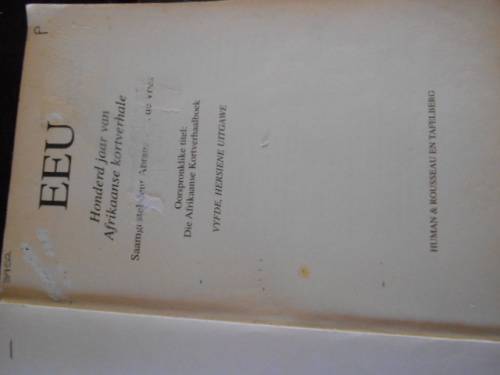 EEU
Honderd jaar van
Afrikaanse kortverhale
Oorspronklike titel:
Die Afrikaanse Kortverhaalboek
VYFDE, HERSIENE UITGAWE
HUMAN & ROUSSEAU EN TAFELBERG